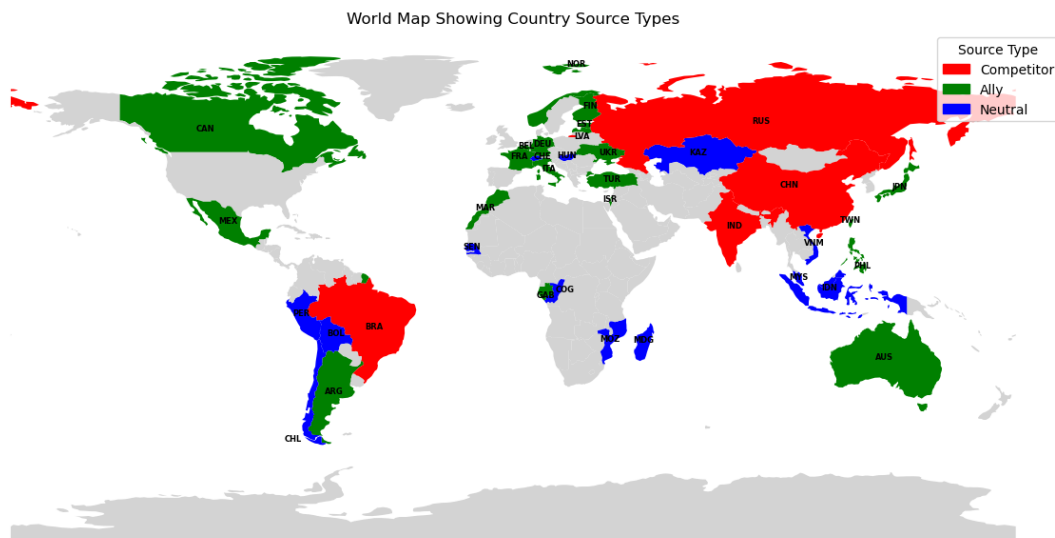 World Map Showing Country Source Types
Source Type
Competitor
Ally
Neutral
NOR
FIN
RUS
CAN
EST
LVA
BEL
DEU
FRA
CHE
HUN
UKR
KAZ
ITA
TUR
CHN
JPN
ISR
MAR
MEX
TWN
IND
SEN
VNM
PHL
MYS
IDN
GAB
COG
PER
BRA
BOL
MOZ
MDG
AUS
ARG
CHL